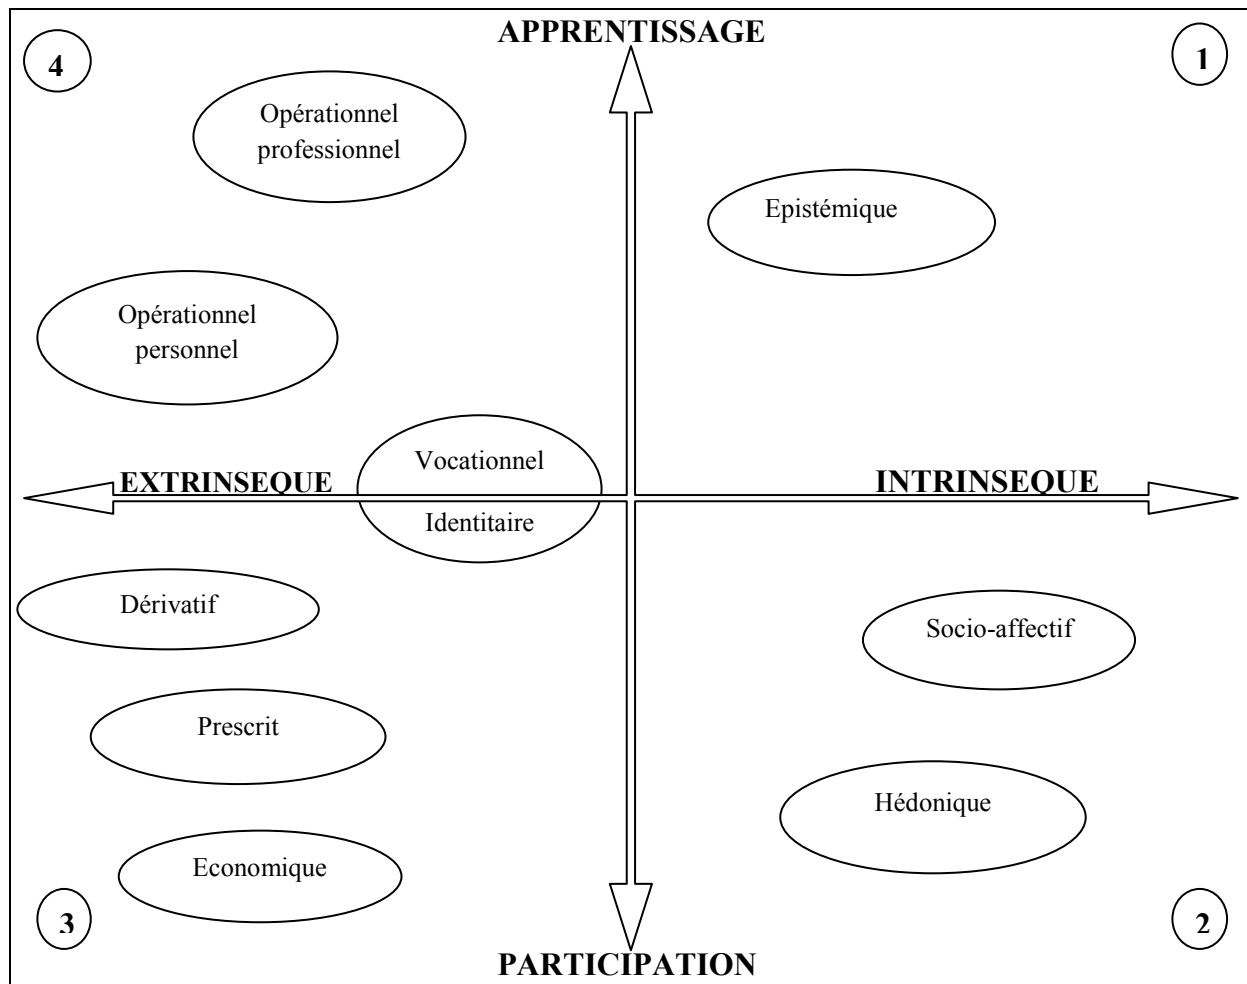 APPRENTISSAGE
4
1
Opérationnel
professionnel
Epistémique
Opérationnel
personnel
Vocationnel
EXTRINSEQUE
INTRINSEQUE
Identitaire
Dérivatif
Socio-affectif
Prescrit
Hédonique
Economique
3
2
PARTICIPATION